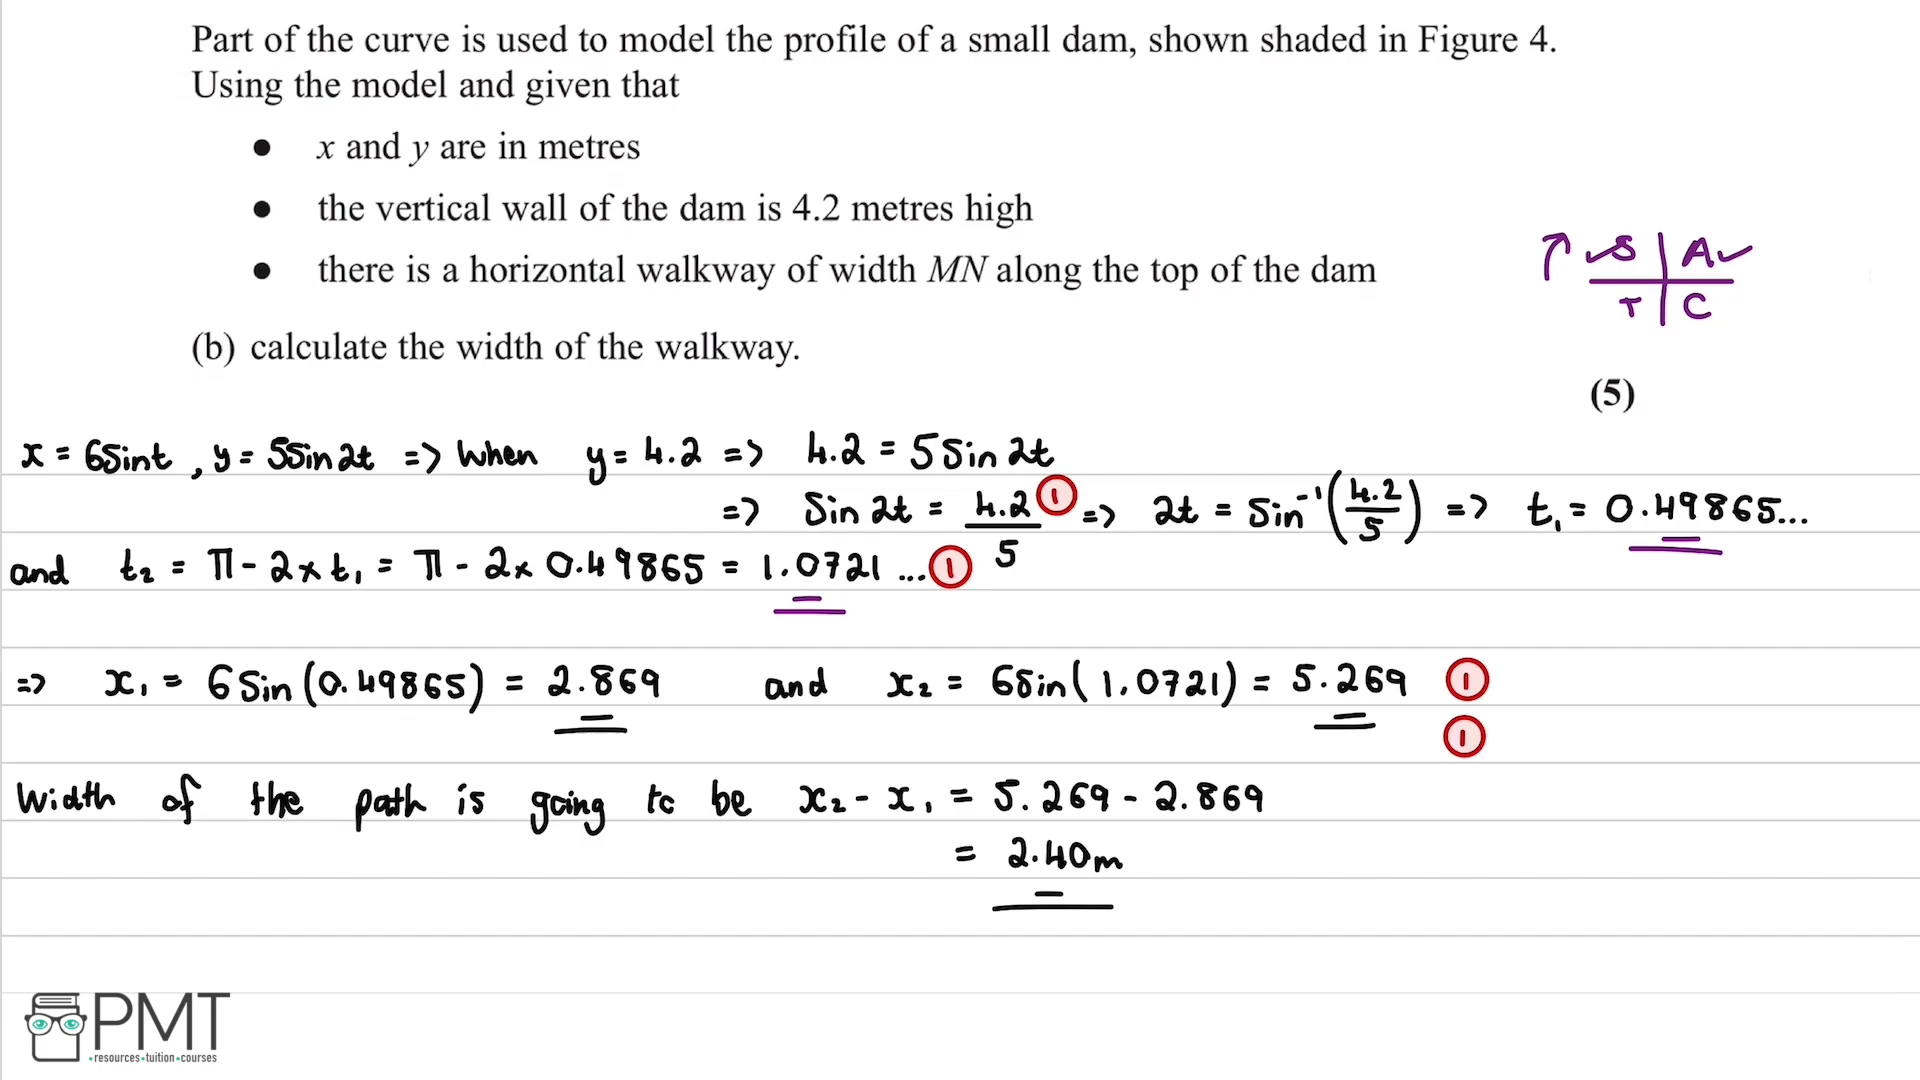 Part of the curve is used to model the profile of a small dam, shown shaded in Figure 4.
Using the model and given that
• x and y are in metres
• the vertical wall of the dam is 4.2 metres high
• there is a horizontal walkway of width MN along the top of the dam
↑ ✓S | A✓
T | C
(b) calculate the width of the walkway.
(5)
x = 6Sint , y = 5Sin2t => When y = 4.2 => 4.2 = 5Sin2t
=> Sin2t = 4.2/5 ① => 2t = Sin⁻¹(4.2/5) => t₁ = 0.49865...
and t₂ = π - 2×t₁ = π - 2×0.49865 = 1.0721 ... ①
=> x₁ = 6Sin(0.49865) = 2.869 and x₂ = 6Sin(1.0721) = 5.269 ①
①
Width of the path is going to be x₂ - x₁ = 5.269 - 2.869
= 2.40m
PMT
•resources•tuition•courses